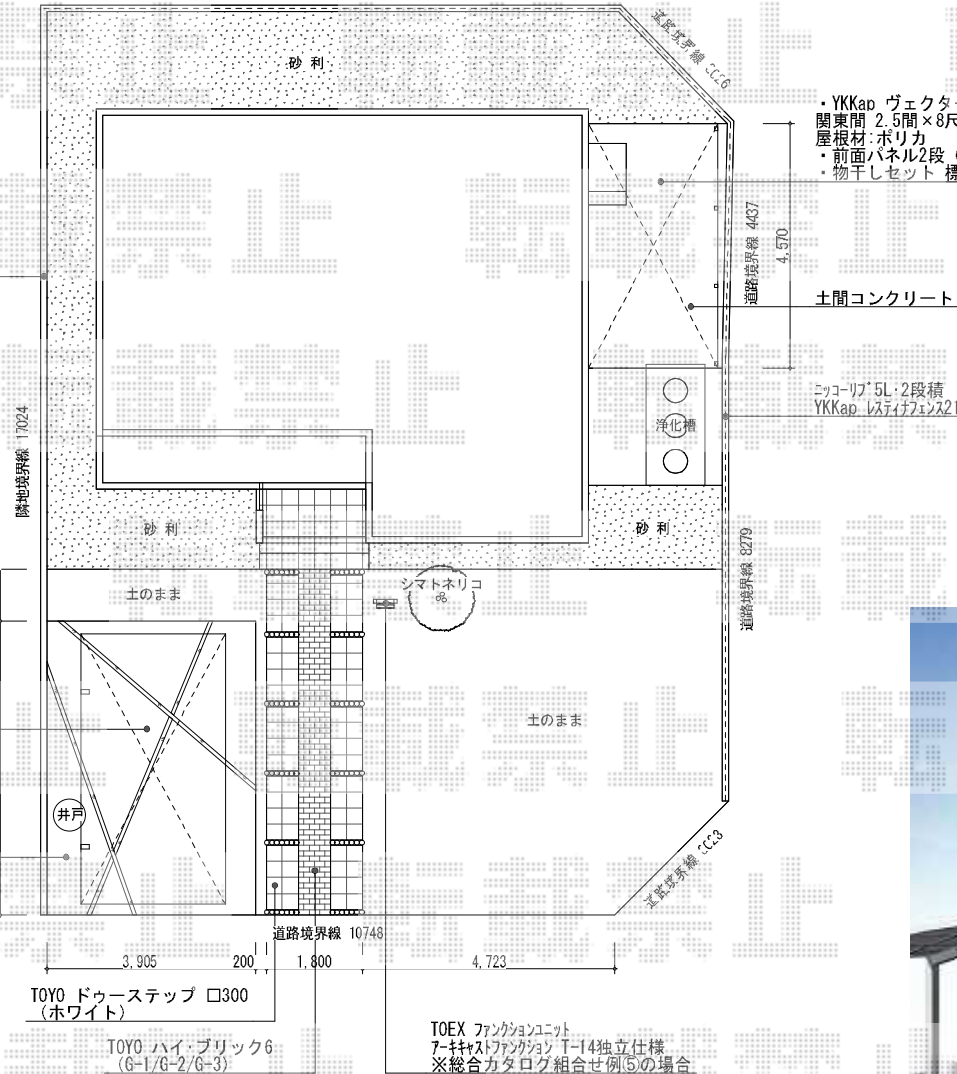 道路境界線 2026
砂 利
・YKKap ヴェクター
関東間 2.5間×8尺
屋根材:ポリカ
・前面パネル2段
・物干しセット 標
道路境界線 4437
4,570
土間コンクリート
ニッコーリブ 5L・2段積
YKKap レスティナフェンス21
浄化槽
隣地境界線 17024
砂 利
砂 利
道路境界線 8279
シマトネリコ
土のまま
土のまま
井戸
道路境界線 2023
道路境界線 10748
3,905
200
1,800
4,723
TOYO ドゥーステップ □300
(ホワイト)
TOYO ハイ・ブリック6
(G-1/G-2/G-3)
TOEX ファンクションユニット
アーキキャストファンクション T-14独立仕様
※総合カタログ組合せ例⑤の場合
転載禁止